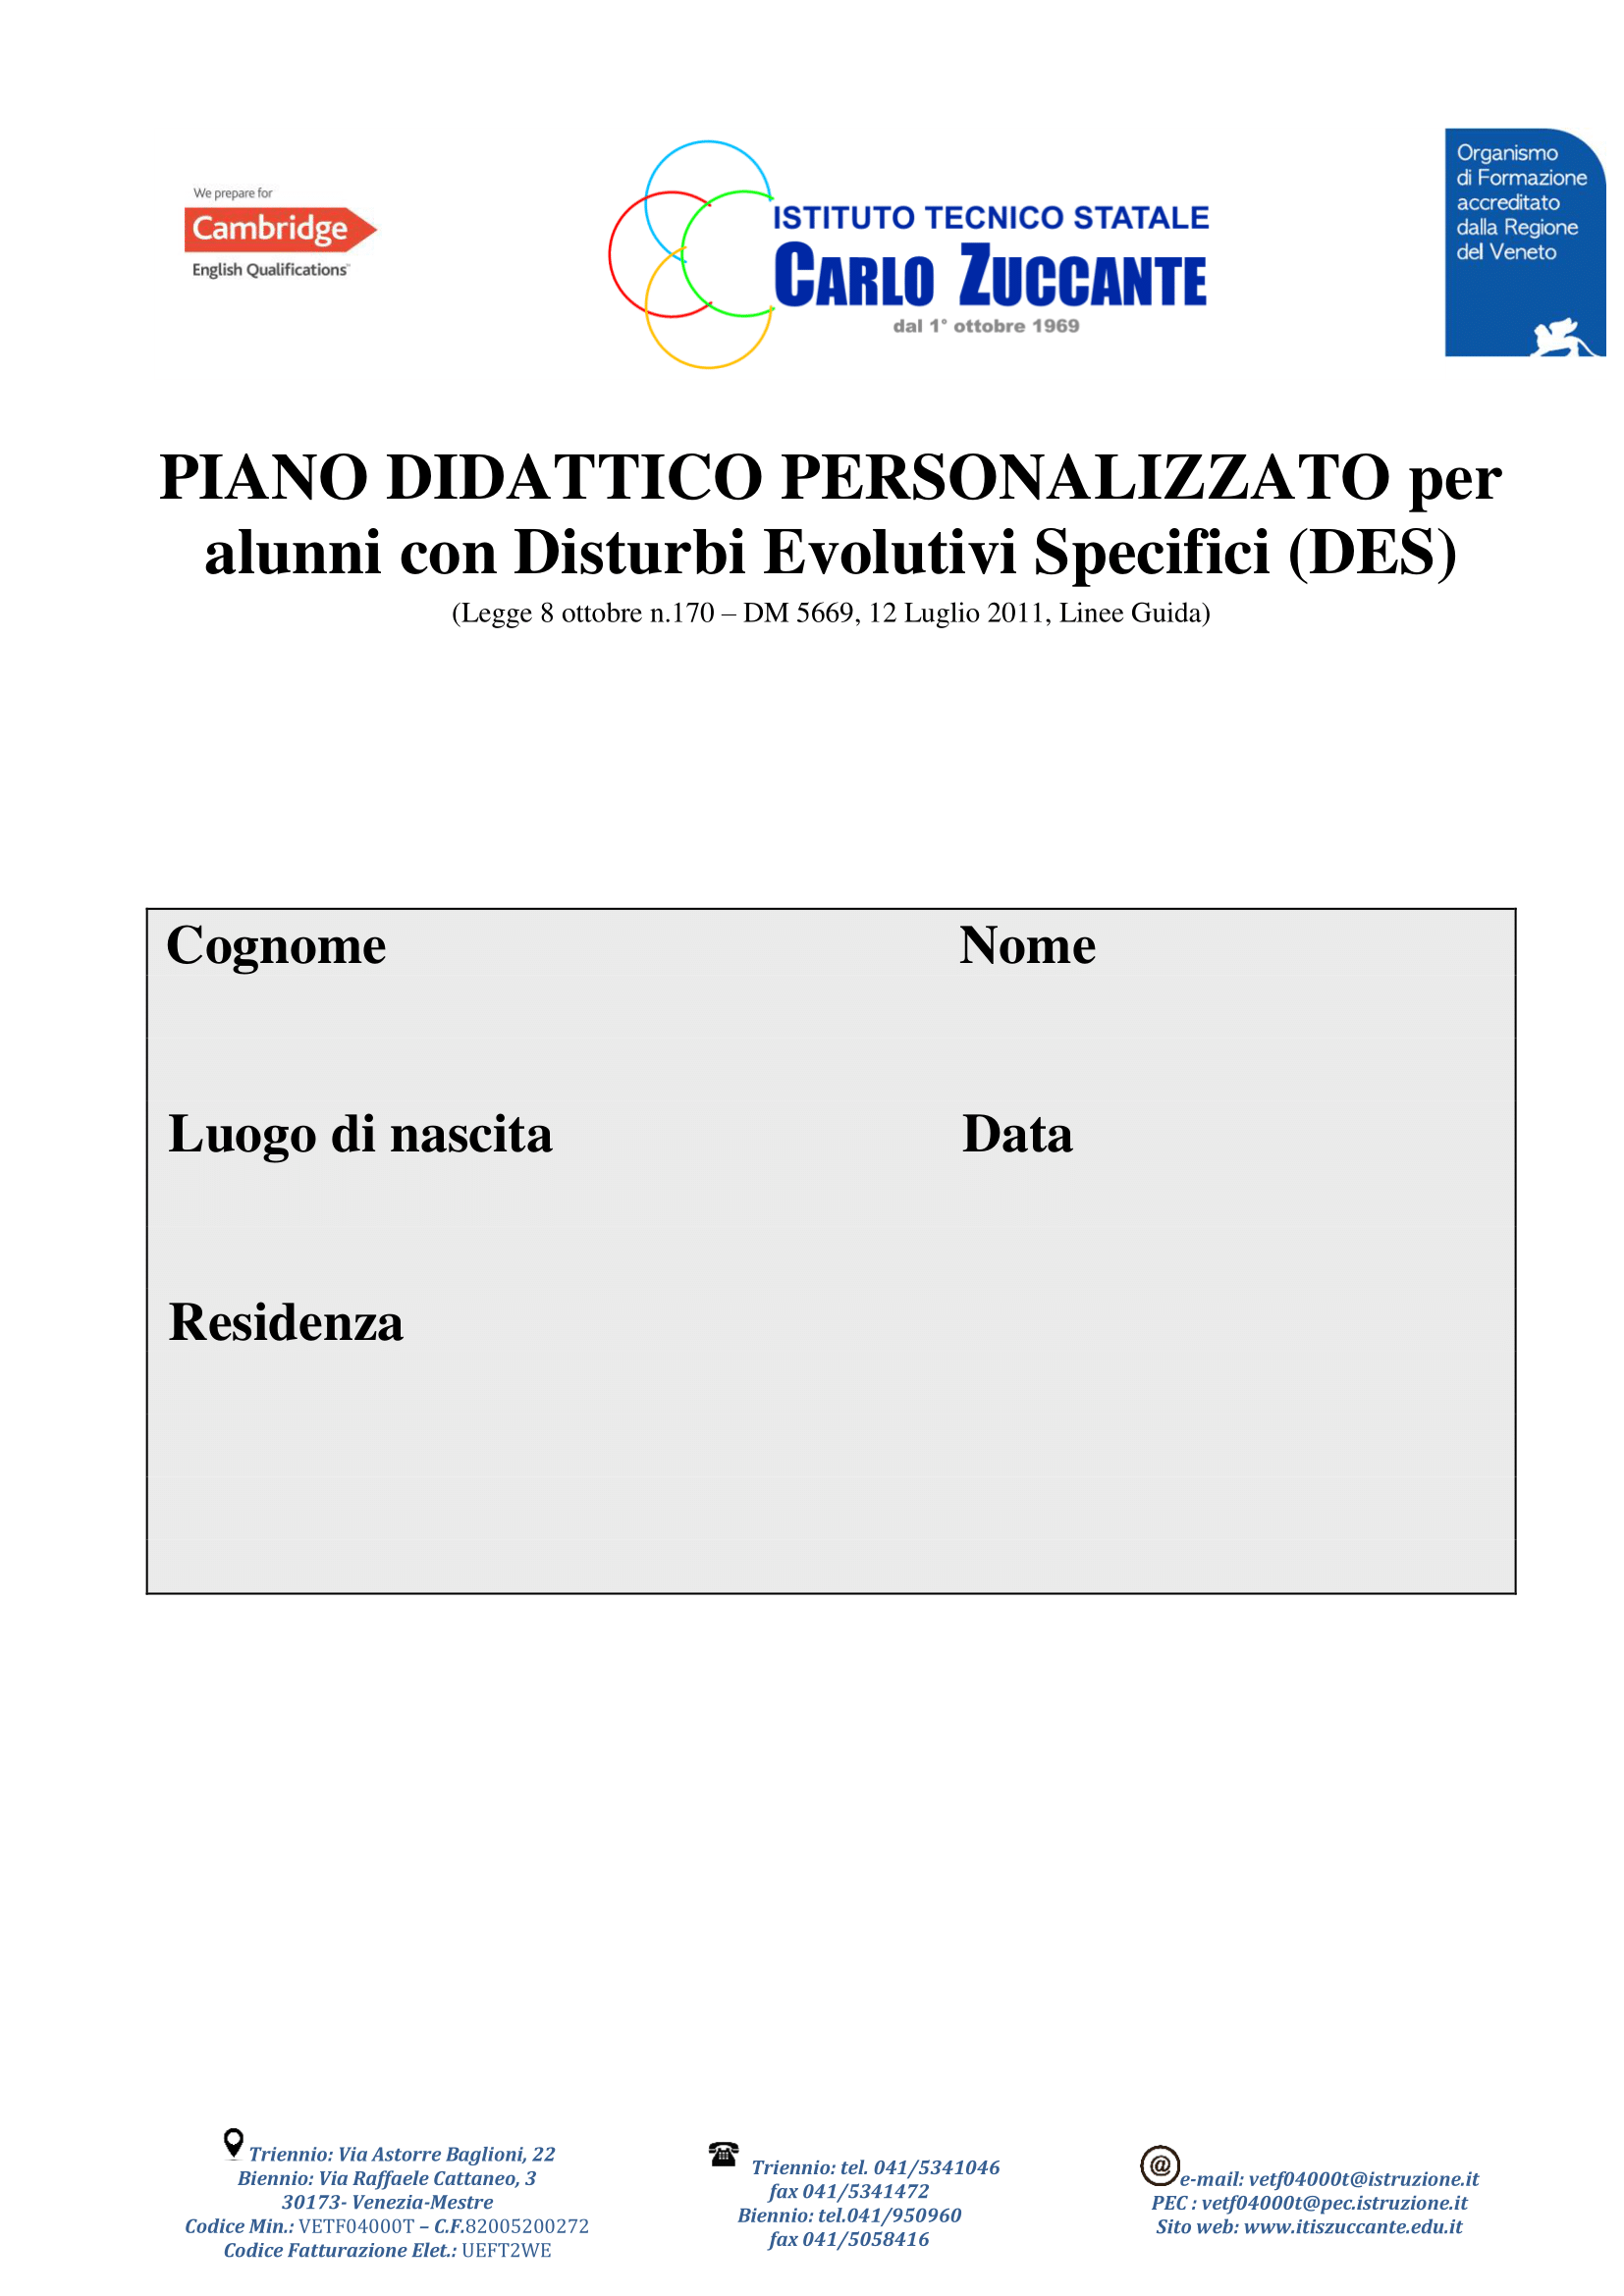 We prepare for
Cambridge
English Qualifications™
ISTITUTO TECNICO STATALE
CARLO ZUCCANTE
dal 1° ottobre 1969
Organismo
di Formazione
accreditato
dalla Regione
del Veneto
PIANO DIDATTICO PERSONALIZZATO per
alunni con Disturbi Evolutivi Specifici (DES)
(Legge 8 ottobre n.170 – DM 5669, 12 Luglio 2011, Linee Guida)
Cognome Nome
Luogo di nascita Data
Residenza
Triennio: Via Astorre Baglioni, 22
Biennio: Via Raffaele Cattaneo, 3
30173- Venezia-Mestre
Codice Min.: VETF04000T – C.F.82005200272
Codice Fatturazione Elet.: UEFT2WE
Triennio: tel. 041/5341046
fax 041/5341472
Biennio: tel.041/950960
fax 041/5058416
@e-mail: vetf04000t@istruzione.it
PEC : vetf04000t@pec.istruzione.it
Sito web: www.itiszuccante.edu.it